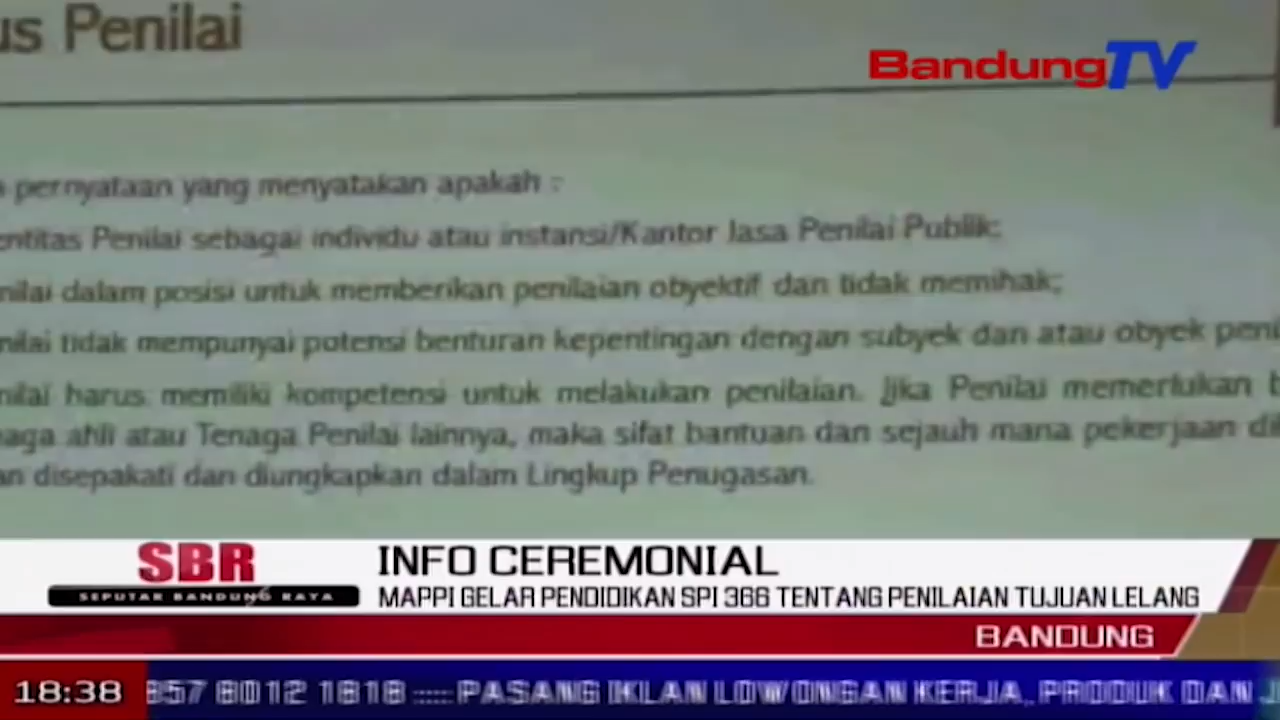 us Penilai
BandungTV
pernyataan yang menyatakan apakah :
entitas Penilai sebagai individu atau instansi/Kantor Jasa Penilai Publik;
nilai dalam posisi untuk memberikan penilaian obyektif dan tidak memihak;
nilai tidak mempunyai potensi benturan kepentingan dengan subyek dan atau obyek peni
nilai harus memiliki kompetensi untuk melakukan penilaian. Jika Penilai memerlukan b
naga ahli atau Tenaga Penilai lainnya, maka sifat bantuan dan sejauh mana pekerjaan di
an disepakati dan diungkapkan dalam Lingkup Penugasan.
SBR
SEPUTAR BANDUNG RAYA
INFO CEREMONIAL
MAPPI GELAR PENDIDIKAN SPI 366 TENTANG PENILAIAN TUJUAN LELANG
BANDUNG
18:38
857 8012 1818 ::::: PASANG IKLAN LOWONGAN KERJA, PRODUK DAN J